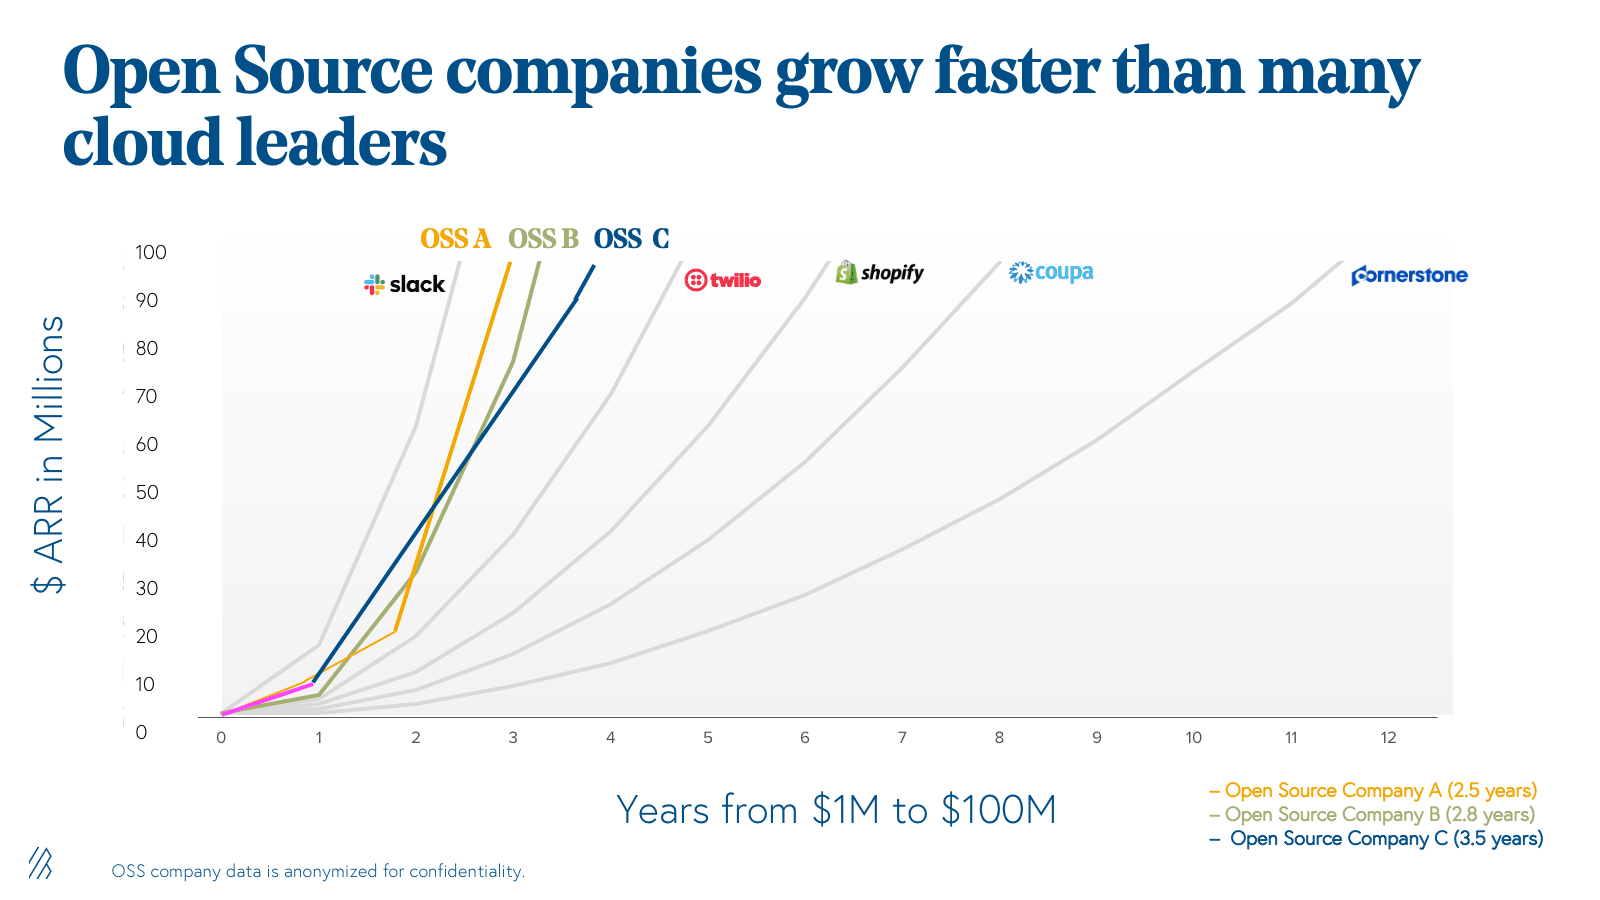 Open Source companies grow faster than many
cloud leaders
OSS A OSS B OSS C
slack
twilio
shopify
coupa
cornerstone
$ ARR in Millions
100
90
80
70
60
50
40
30
20
10
0
0 1 2 3 4 5 6 7 8 9 10 11 12
Years from $1M to $100M
– Open Source Company A (2.5 years)
– Open Source Company B (2.8 years)
– Open Source Company C (3.5 years)
OSS company data is anonymized for confidentiality.